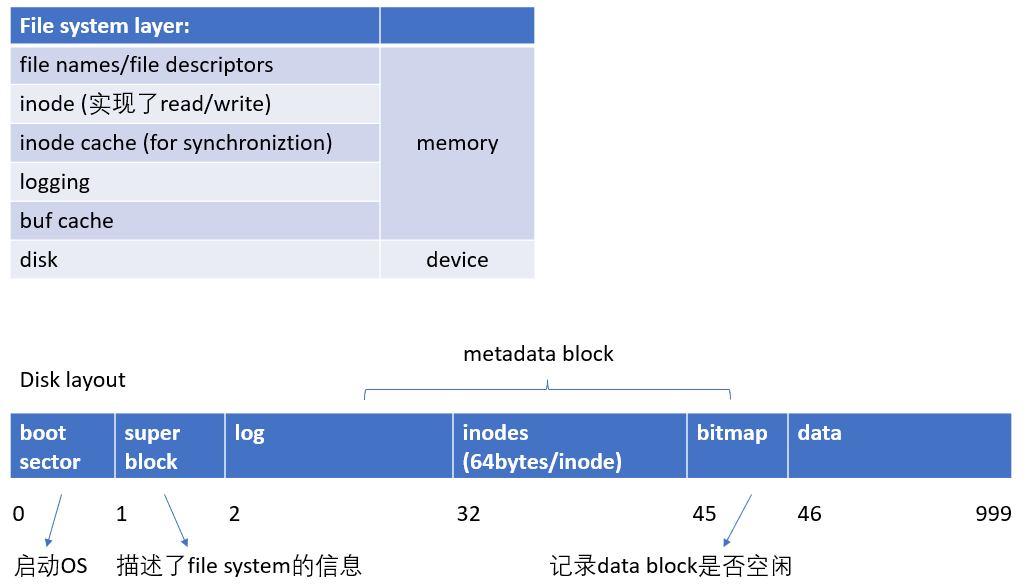 File system layer:
file names/file descriptors
inode (实现了read/write)
inode cache (for synchroniztion)
memory
logging
buf cache
disk
device
metadata block
Disk layout
boot sector
super block
log
inodes (64bytes/inode)
bitmap
data
0
1
2
32
45
46
999
启动OS
描述了file system的信息
记录data block是否空闲